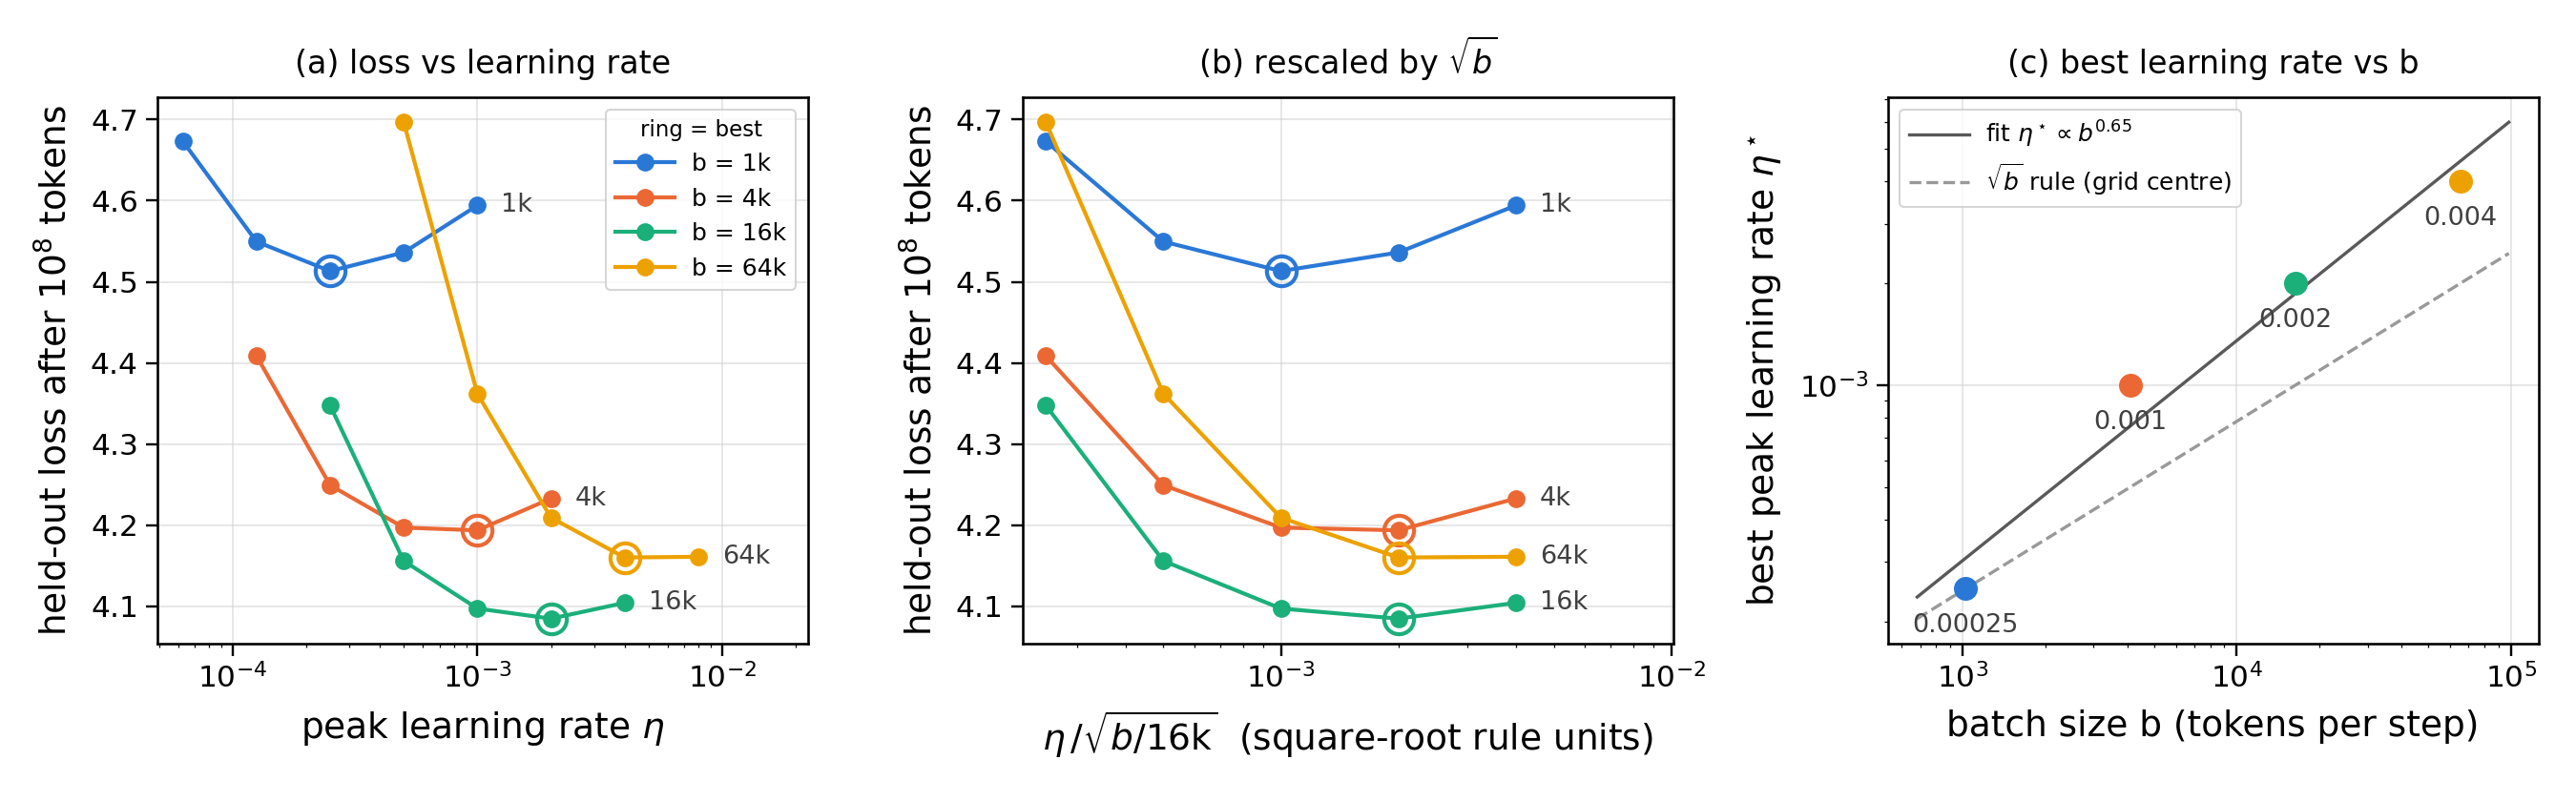 (a) loss vs learning rate
held-out loss after 10⁸ tokens
4.7
4.6
4.5
4.4
4.3
4.2
4.1
ring = best
b = 1k
b = 4k
b = 16k
b = 64k
1k
4k
64k
16k
10⁻⁴
10⁻³
10⁻²
peak learning rate η
(b) rescaled by √b
held-out loss after 10⁸ tokens
4.7
4.6
4.5
4.4
4.3
4.2
4.1
1k
4k
64k
16k
10⁻³
10⁻²
η/√(b/16k) (square-root rule units)
(c) best learning rate vs b
best peak learning rate η⋆
10⁻³
fit η⋆ ∝ b⁰·⁶⁵
√b rule (grid centre)
0.004
0.002
0.001
0.00025
10³
10⁴
10⁵
batch size b (tokens per step)